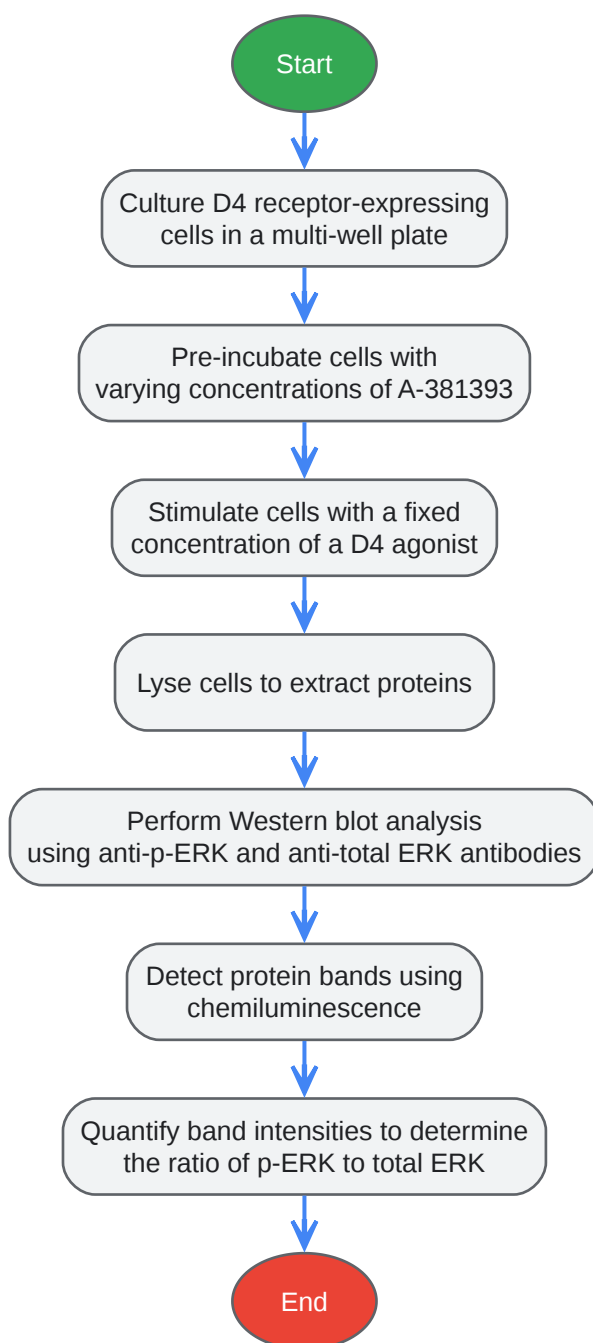 Start
Culture D4 receptor-expressing
cells in a multi-well plate
Pre-incubate cells with
varying concentrations of A-381393
Stimulate cells with a fixed
concentration of a D4 agonist
Lyse cells to extract proteins
Perform Western blot analysis
using anti-p-ERK and anti-total ERK antibodies
Detect protein bands using
chemiluminescence
Quantify band intensities to determine
the ratio of p-ERK to total ERK
End